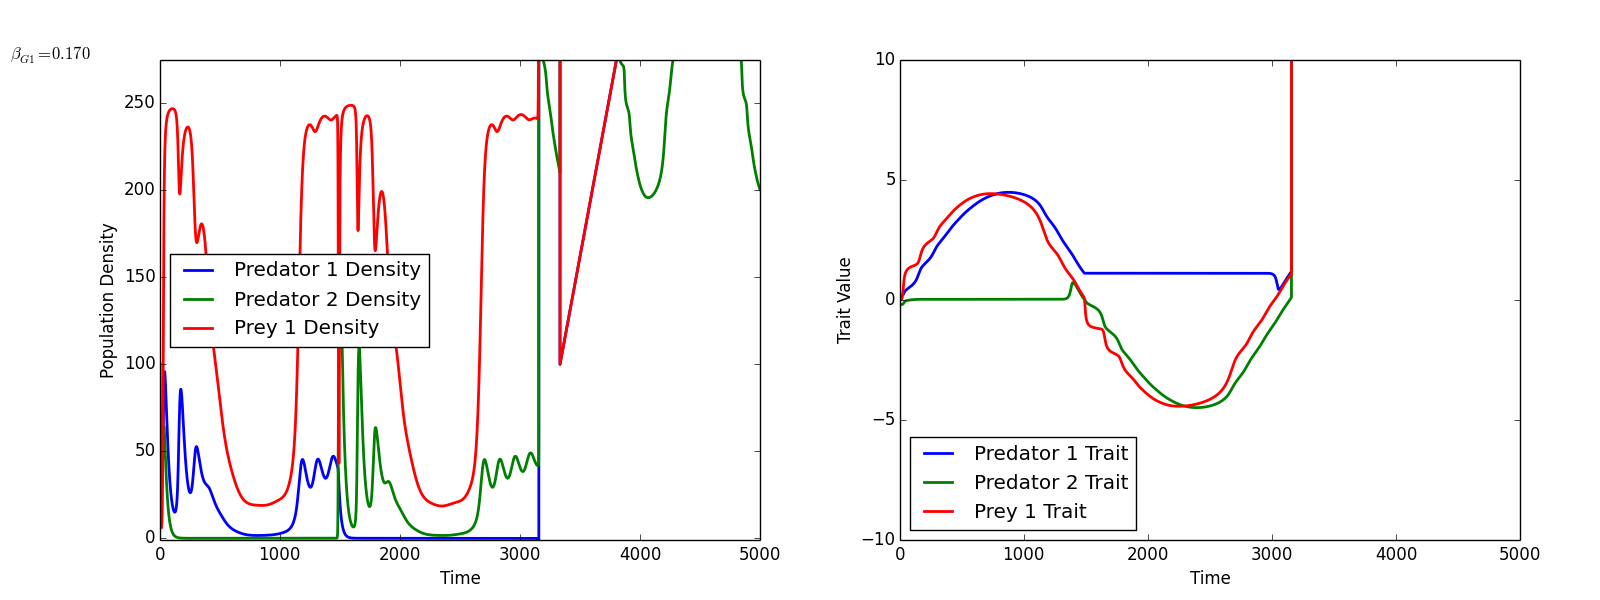 β_G1=0.170
Population Density
250
200
150
100
50
0
0 1000 2000 3000 4000 5000
Time
Predator 1 Density
Predator 2 Density
Prey 1 Density
Trait Value
10
5
0
−5
−10
0 1000 2000 3000 4000 5000
Time
Predator 1 Trait
Predator 2 Trait
Prey 1 Trait